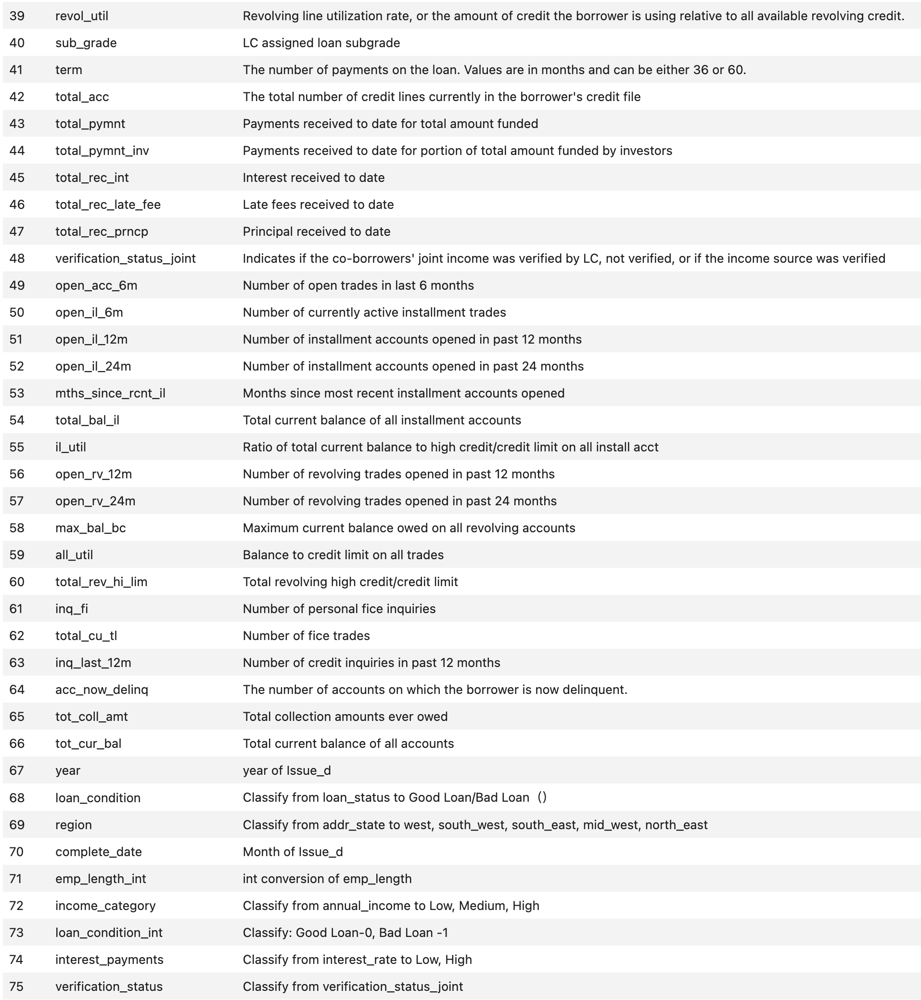 39 revol_util Revolving line utilization rate, or the amount of credit the borrower is using relative to all available revolving credit.
40 sub_grade LC assigned loan subgrade
41 term The number of payments on the loan. Values are in months and can be either 36 or 60.
42 total_acc The total number of credit lines currently in the borrower's credit file
43 total_pymnt Payments received to date for total amount funded
44 total_pymnt_inv Payments received to date for portion of total amount funded by investors
45 total_rec_int Interest received to date
46 total_rec_late_fee Late fees received to date
47 total_rec_prncp Principal received to date
48 verification_status_joint Indicates if the co-borrowers' joint income was verified by LC, not verified, or if the income source was verified
49 open_acc_6m Number of open trades in last 6 months
50 open_il_6m Number of currently active installment trades
51 open_il_12m Number of installment accounts opened in past 12 months
52 open_il_24m Number of installment accounts opened in past 24 months
53 mths_since_rcnt_il Months since most recent installment accounts opened
54 total_bal_il Total current balance of all installment accounts
55 il_util Ratio of total current balance to high credit/credit limit on all install acct
56 open_rv_12m Number of revolving trades opened in past 12 months
57 open_rv_24m Number of revolving trades opened in past 24 months
58 max_bal_bc Maximum current balance owed on all revolving accounts
59 all_util Balance to credit limit on all trades
60 total_rev_hi_lim Total revolving high credit/credit limit
61 inq_fi Number of personal fice inquiries
62 total_cu_tl Number of fice trades
63 inq_last_12m Number of credit inquiries in past 12 months
64 acc_now_delinq The number of accounts on which the borrower is now delinquent.
65 tot_coll_amt Total collection amounts ever owed
66 tot_cur_bal Total current balance of all accounts
67 year year of Issue_d
68 loan_condition Classify from loan_status to Good Loan/Bad Loan ()
69 region Classify from addr_state to west, south_west, south_east, mid_west, north_east
70 complete_date Month of Issue_d
71 emp_length_int int conversion of emp_length
72 income_category Classify from annual_income to Low, Medium, High
73 loan_condition_int Classify: Good Loan-0, Bad Loan -1
74 interest_payments Classify from interest_rate to Low, High
75 verification_status Classify from verification_status_joint